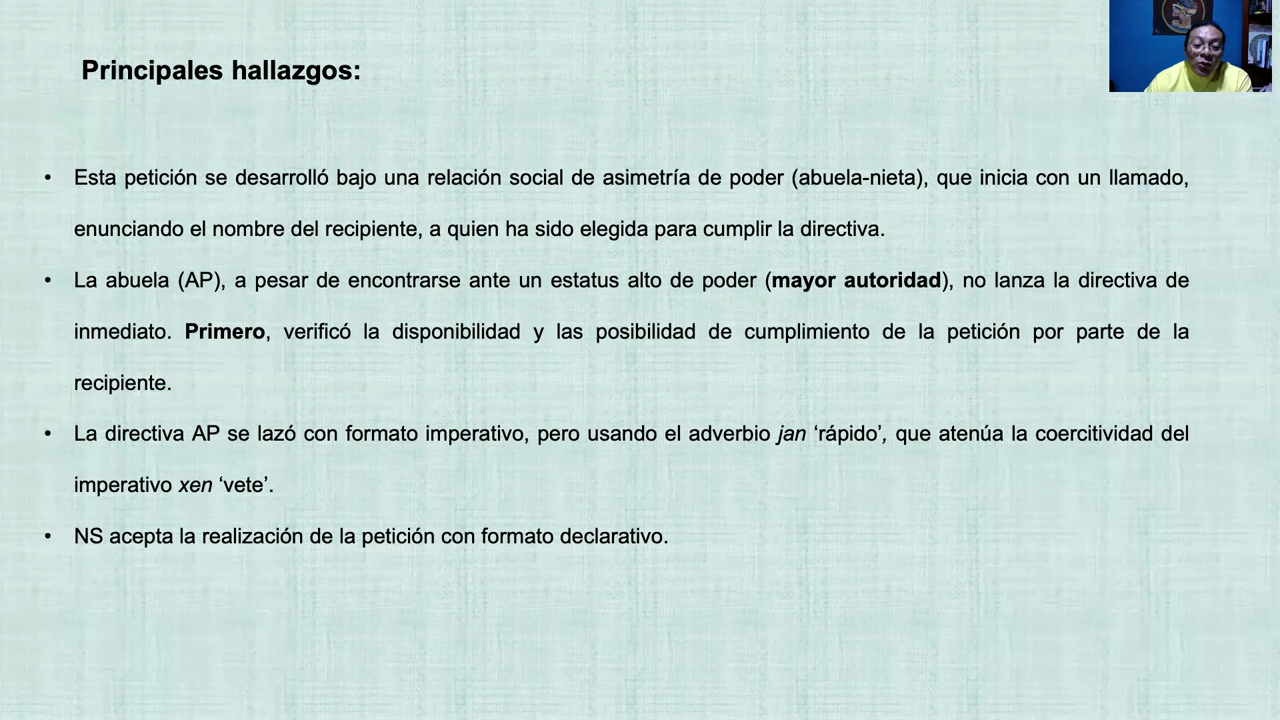 Principales hallazgos:
• Esta petición se desarrolló bajo una relación social de asimetría de poder (abuela-nieta), que inicia con un llamado,
enunciando el nombre del recipiente, a quien ha sido elegida para cumplir la directiva.
• La abuela (AP), a pesar de encontrarse ante un estatus alto de poder (mayor autoridad), no lanza la directiva de
inmediato. Primero, verificó la disponibilidad y las posibilidad de cumplimiento de la petición por parte de la
recipiente.
• La directiva AP se lazó con formato imperativo, pero usando el adverbio jan ‘rápido’, que atenúa la coercitividad del
imperativo xen ‘vete’.
• NS acepta la realización de la petición con formato declarativo.